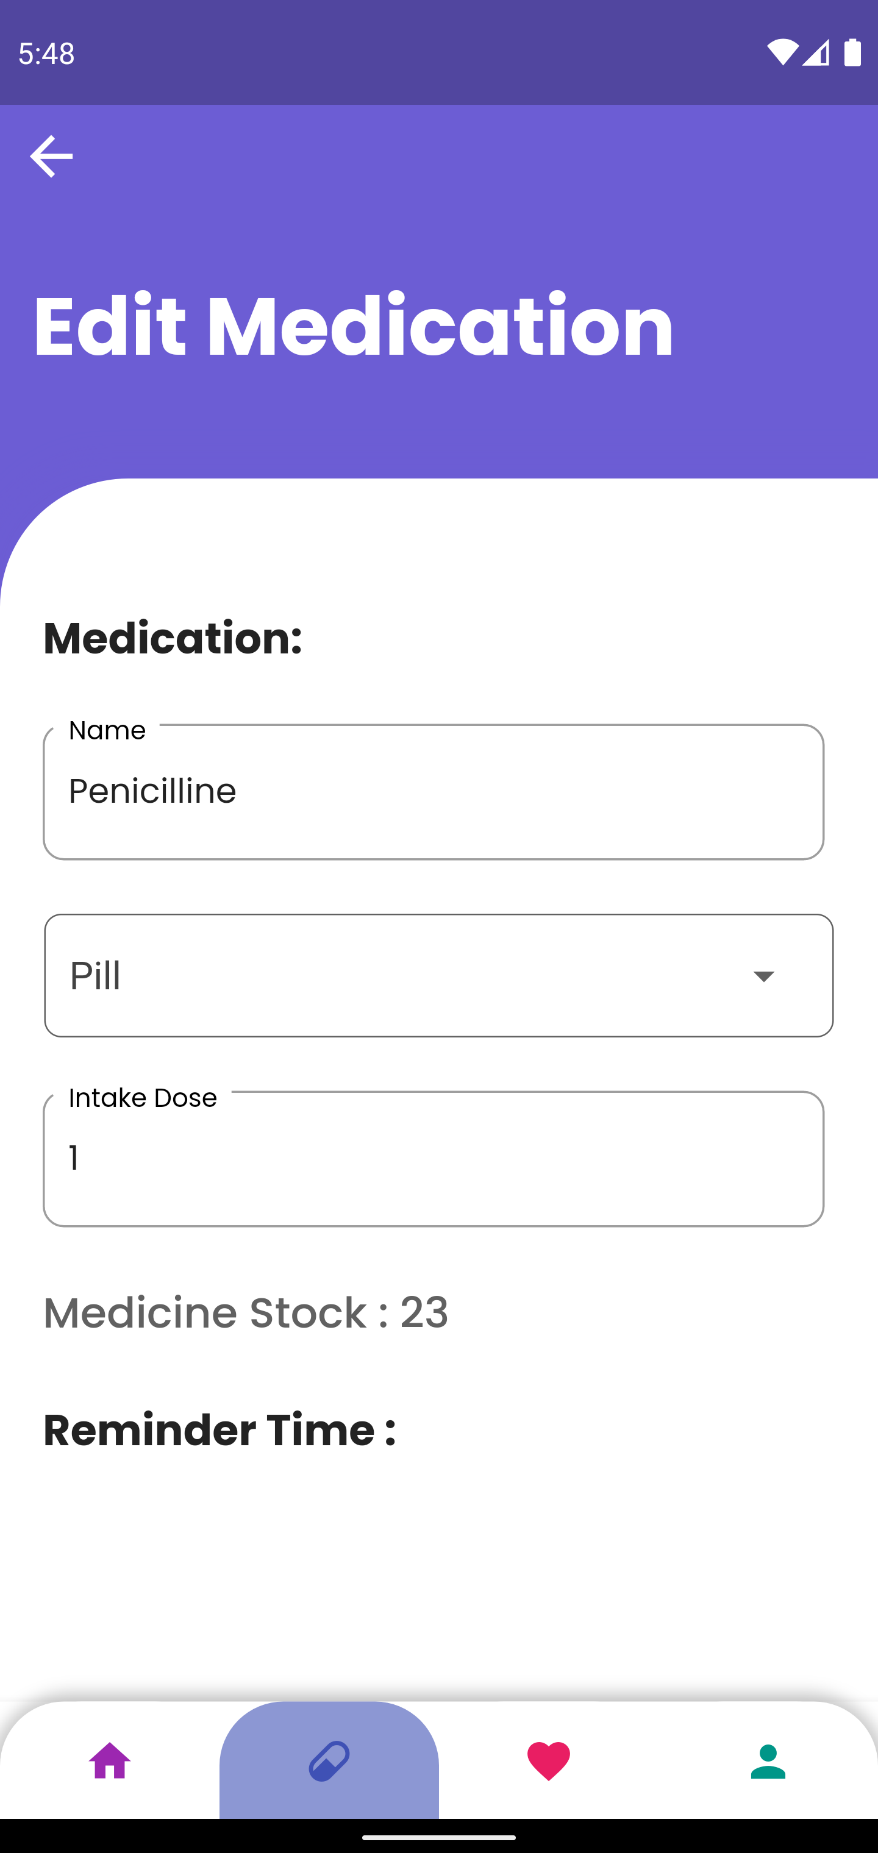 5:48
Edit Medication
Medication:
Name
Penicilline
Pill
Intake Dose
1
Medicine Stock : 23
Reminder Time :